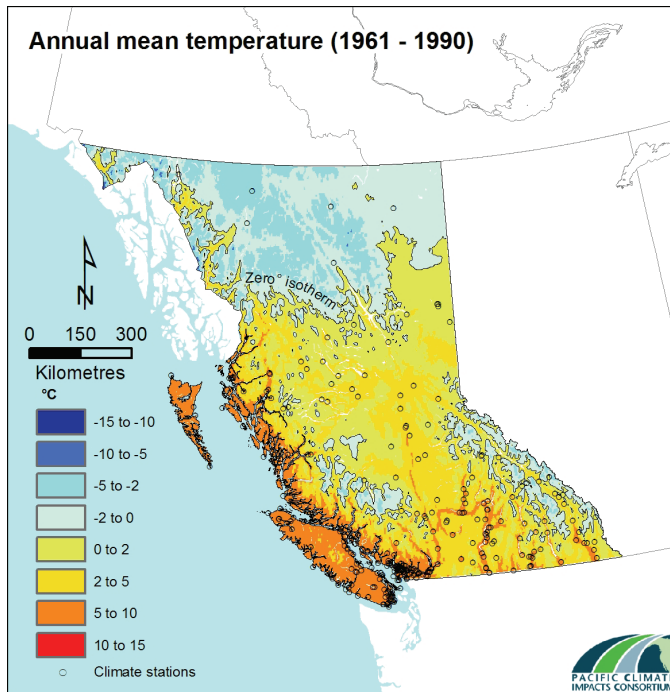 Annual mean temperature (1961 - 1990)
Zero° isotherm
N
0 150 300
Kilometres
°C
-15 to -10
-10 to -5
-5 to -2
-2 to 0
0 to 2
2 to 5
5 to 10
10 to 15
Climate stations
PACIFIC CLIMATE
IMPACTS CONSORTIUM